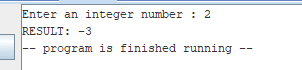 Enter an integer number : 2
RESULT: -3
-- program is finished running --